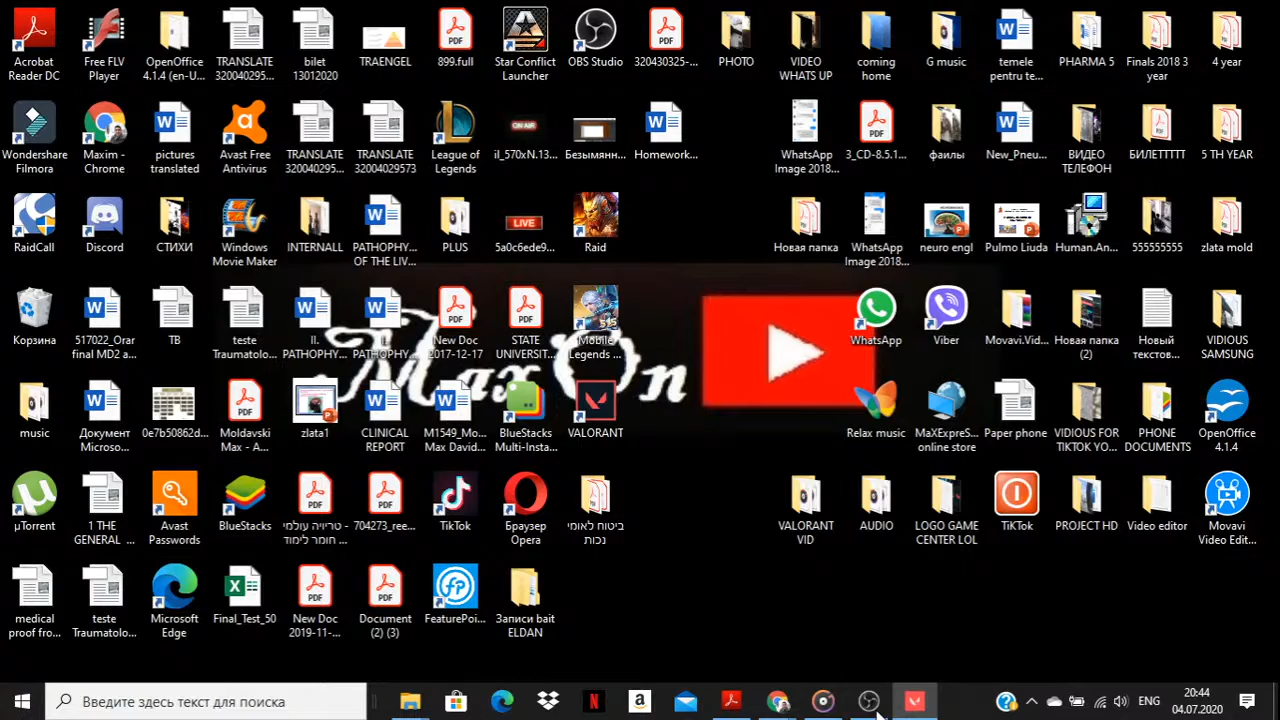 Acrobat Reader DC
Free FLV Player
OpenOffice 4.1.4 (en-U...
TRANSLATE 320040295...
bilet 13012020
TRAENGEL
899.full
Star Conflict Launcher
OBS Studio
320430325-...
PHOTO
VIDEO WHATS UP
coming home
G music
temele pentru te...
PHARMA 5
Finals 2018 3 year
4 year
Wondershare Filmora
Maxim - Chrome
pictures translated
Avast Free Antivirus
TRANSLATE 320040295...
TRANSLATE 32004029573
League of Legends
ON AIR
il_570xN.13...
Безымянн...
Homework...
WhatsApp Image 2018...
3_CD-8.5.1...
фаилы
New_Pneu...
ВИДЕО ТЕЛЕФОН
БИЛЕТТТТТ
5 TH YEAR
RaidCall
Discord
СТИХИ
Windows Movie Maker
INTERNALL
PATHOPHY... OF THE LIV...
PLUS
LIVE
5a0c6ede9...
Raid
Новая папка
WhatsApp Image 2018...
neuro engl
Pulmo Liuda
Human.An...
555555555
zlata mold
Корзина
517022_Orar final MD2 a...
ТВ
teste Traumatolo...
II. PATHOPHY...
I. PATHOPHY...
New Doc 2017-12-17
STATE UNIVERSIT...
Mobile Legends ...
WhatsApp
Viber
Movavi.Vid...
Новая папка (2)
Новый текстов...
VIDIOUS SAMSUNG
MaxOn
music
Документ Microso...
0e7b50862d...
Moldavski Max - A...
zlata1
CLINICAL REPORT
M1549_Mo... Max David...
BlueStacks Multi-Insta...
VALORANT
Relax music
MaXExpreS... online store
Paper phone
VIDIOUS FOR TIKTOK YO...
PHONE DOCUMENTS
OpenOffice 4.1.4
µTorrent
1 THE GENERAL ...
Avast Passwords
BlueStacks
טריויה עולמי - חומר לימוד ...
704273_ree...
TikTok
Браузер Opera
ביטוח לאומי נכות
VALORANT VID
AUDIO
LOGO GAME CENTER LOL
TikTok
PROJECT HD
Video editor
Movavi Video Edit...
medical proof fro...
teste Traumatolo...
Microsoft Edge
Final_Test_50
New Doc 2019-11-...
Document (2) (3)
FeaturePoi...
Записи bait ELDAN
Введите здесь текст для поиска
ENG
20:44
04.07.2020